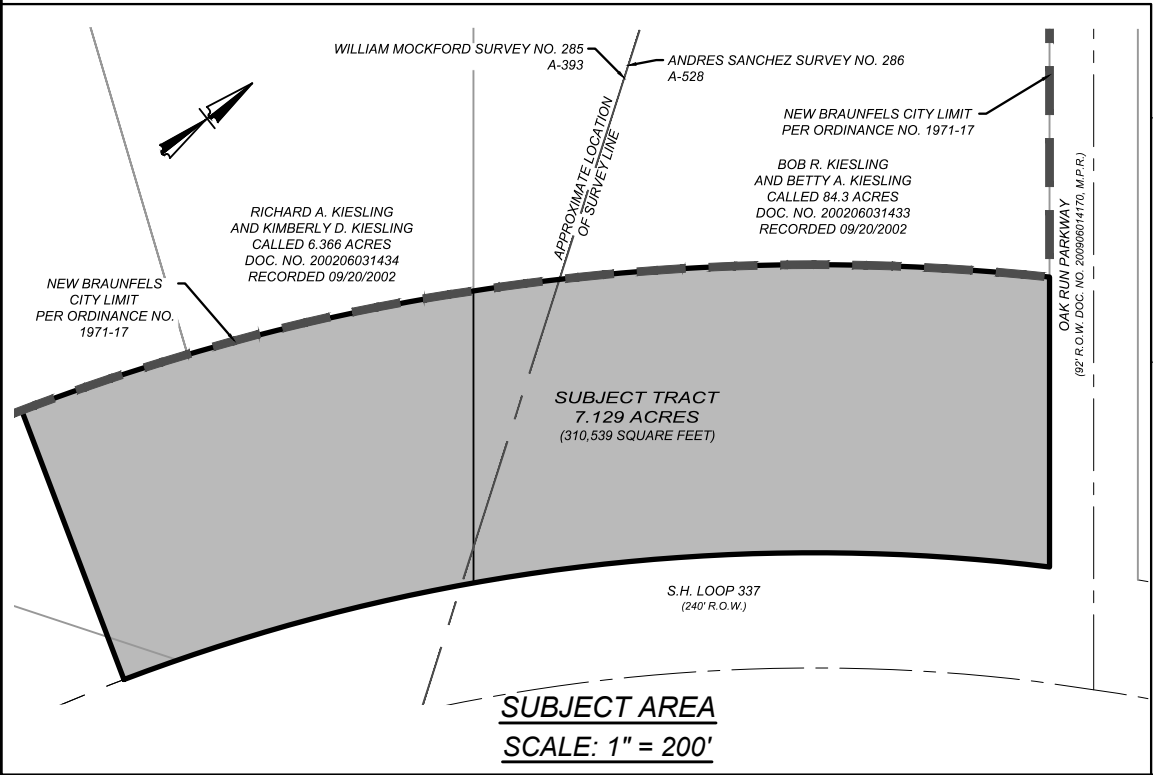 WILLIAM MOCKFORD SURVEY NO. 285
A-393
ANDRES SANCHEZ SURVEY NO. 286
A-528
NEW BRAUNFELS CITY LIMIT
PER ORDINANCE NO. 1971-17
APPROXIMATE LOCATION
OF SURVEY LINE
BOB R. KIESLING
AND BETTY A. KIESLING
CALLED 84.3 ACRES
DOC. NO. 200206031433
RECORDED 09/20/2002
RICHARD A. KIESLING
AND KIMBERLY D. KIESLING
CALLED 6.366 ACRES
DOC. NO. 200206031434
RECORDED 09/20/2002
NEW BRAUNFELS
CITY LIMIT
PER ORDINANCE NO.
1971-17
OAK RUN PARKWAY
(92' R.O.W. DOC. NO. 200906014170, M.P.R.)
SUBJECT TRACT
7.129 ACRES
(310,539 SQUARE FEET)
S.H. LOOP 337
(240' R.O.W.)
SUBJECT AREA
SCALE: 1" = 200'